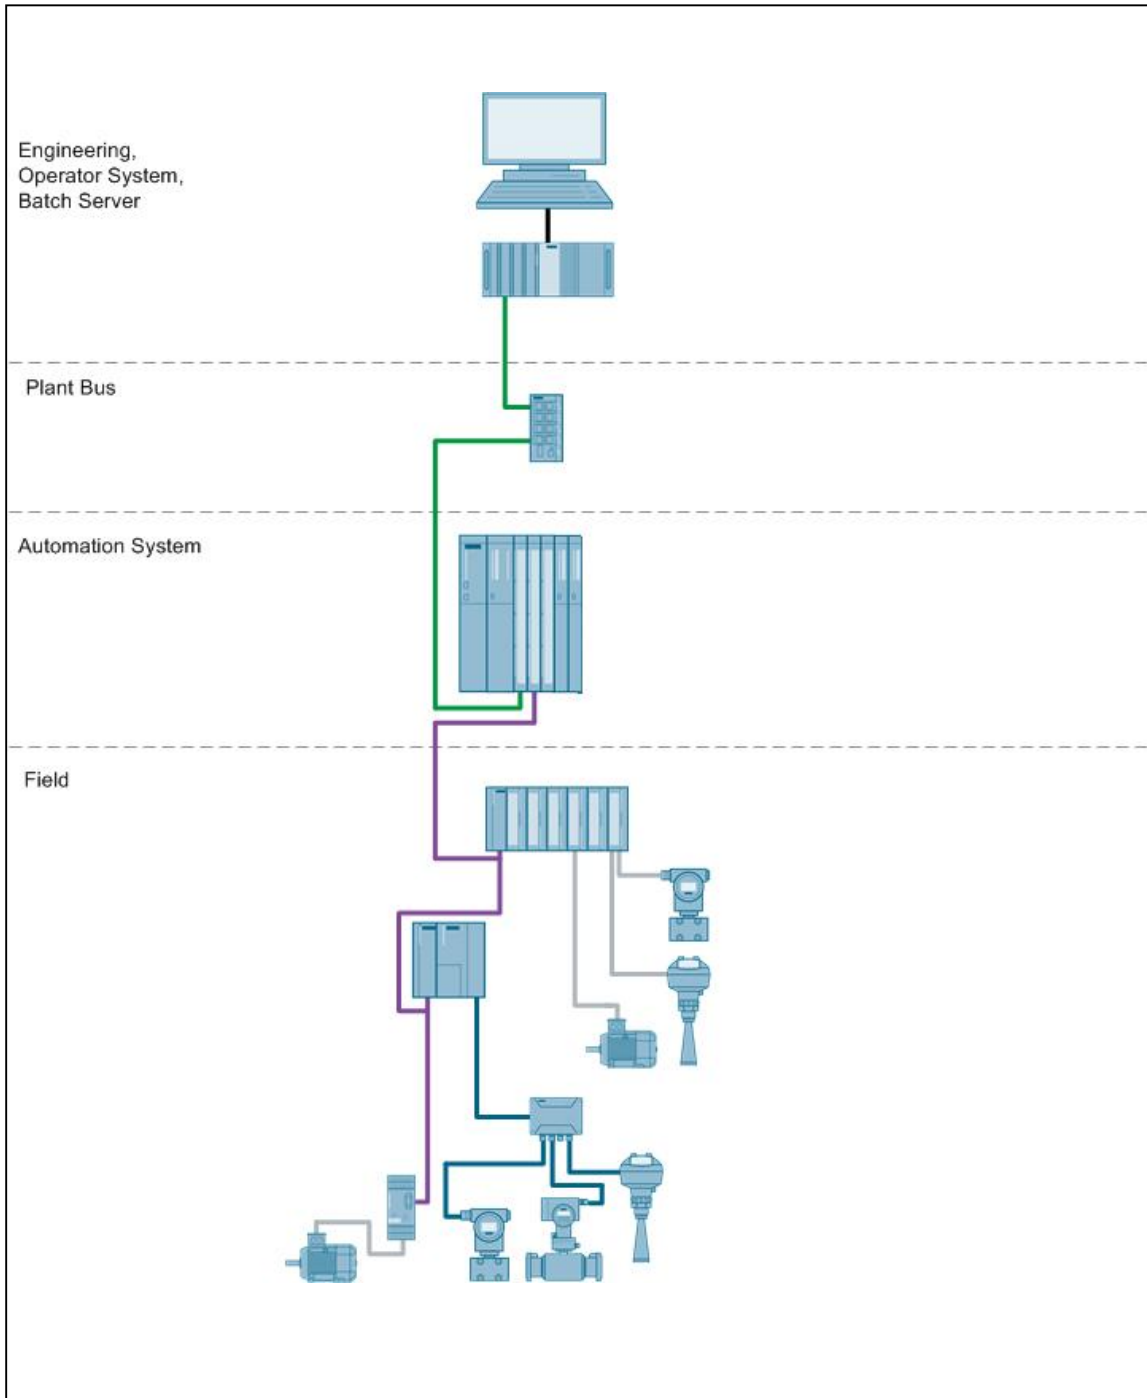 Engineering,
Operator System,
Batch Server
Plant Bus
Automation System
Field